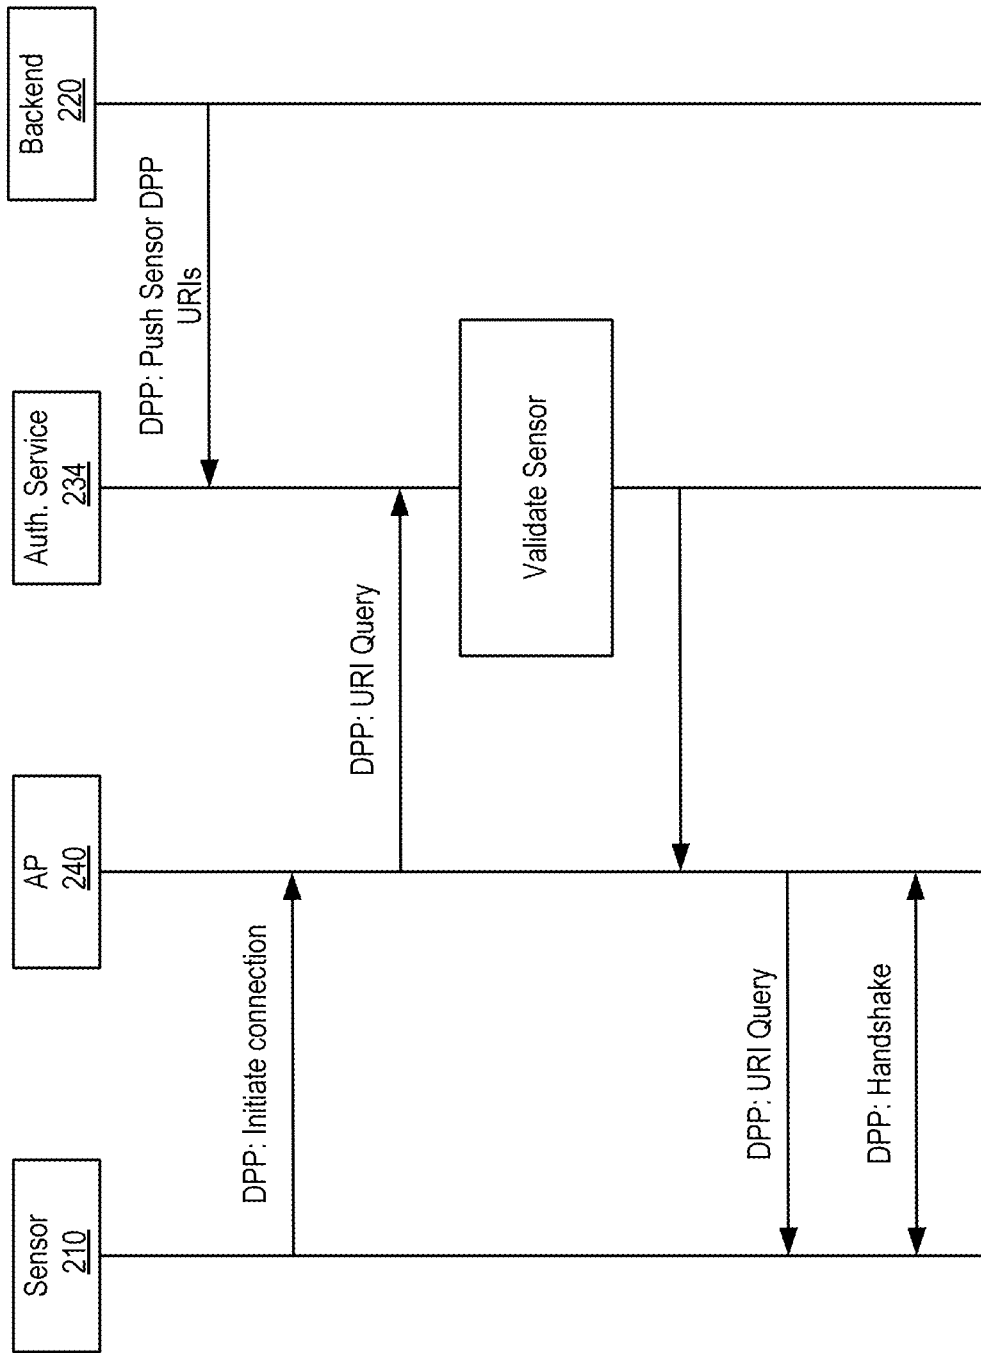 Sensor
210
AP
240
Auth. Service
234
Backend
220
DPP: Push Sensor DPP
URIs
DPP: Initiate connection
DPP: URI Query
Validate Sensor
DPP: URI Query
DPP: Handshake